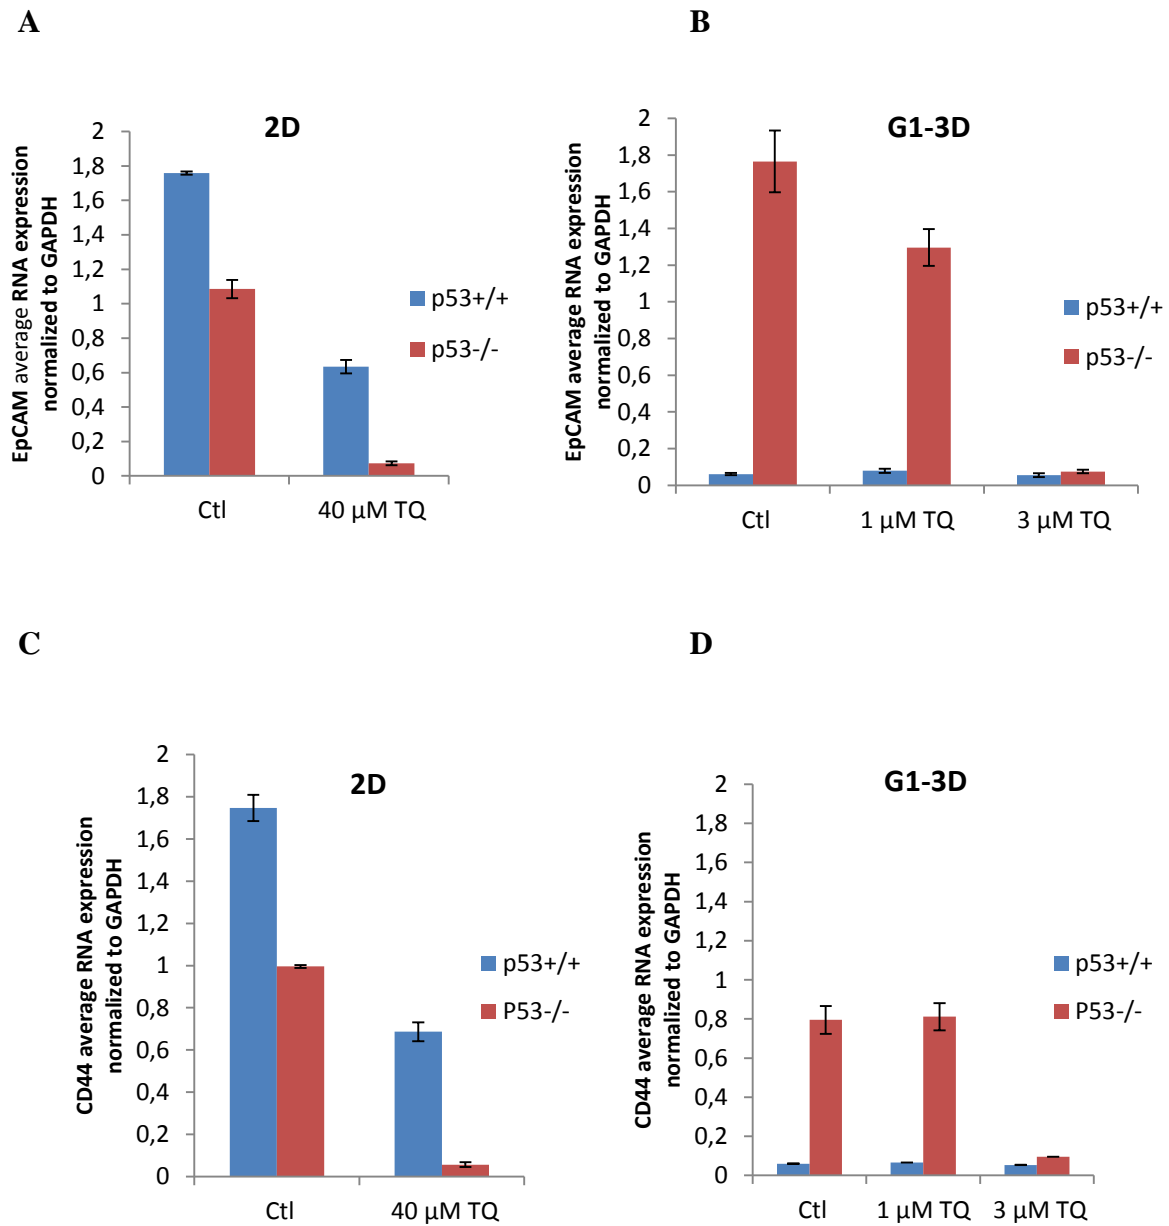 A
2D
EpCAM average RNA expression
normalized to GAPDH
2
1,8
1,6
1,4
1,2
1
0,8
0,6
0,4
0,2
0
Ctl
40 µM TQ
p53+/+
p53-/-
B
G1-3D
EpCAM average RNA expression
normalized to GAPDH
2
1,8
1,6
1,4
1,2
1
0,8
0,6
0,4
0,2
0
Ctl
1 µM TQ
3 µM TQ
p53+/+
p53-/-
C
2D
CD44 average RNA expression
normalized to GAPDH
2
1,8
1,6
1,4
1,2
1
0,8
0,6
0,4
0,2
0
Ctl
40 µM TQ
p53+/+
P53-/-
D
G1-3D
CD44 average RNA expression
normalized to GAPDH
2
1,8
1,6
1,4
1,2
1
0,8
0,6
0,4
0,2
0
Ctl
1 µM TQ
3 µM TQ
p53+/+
P53-/-